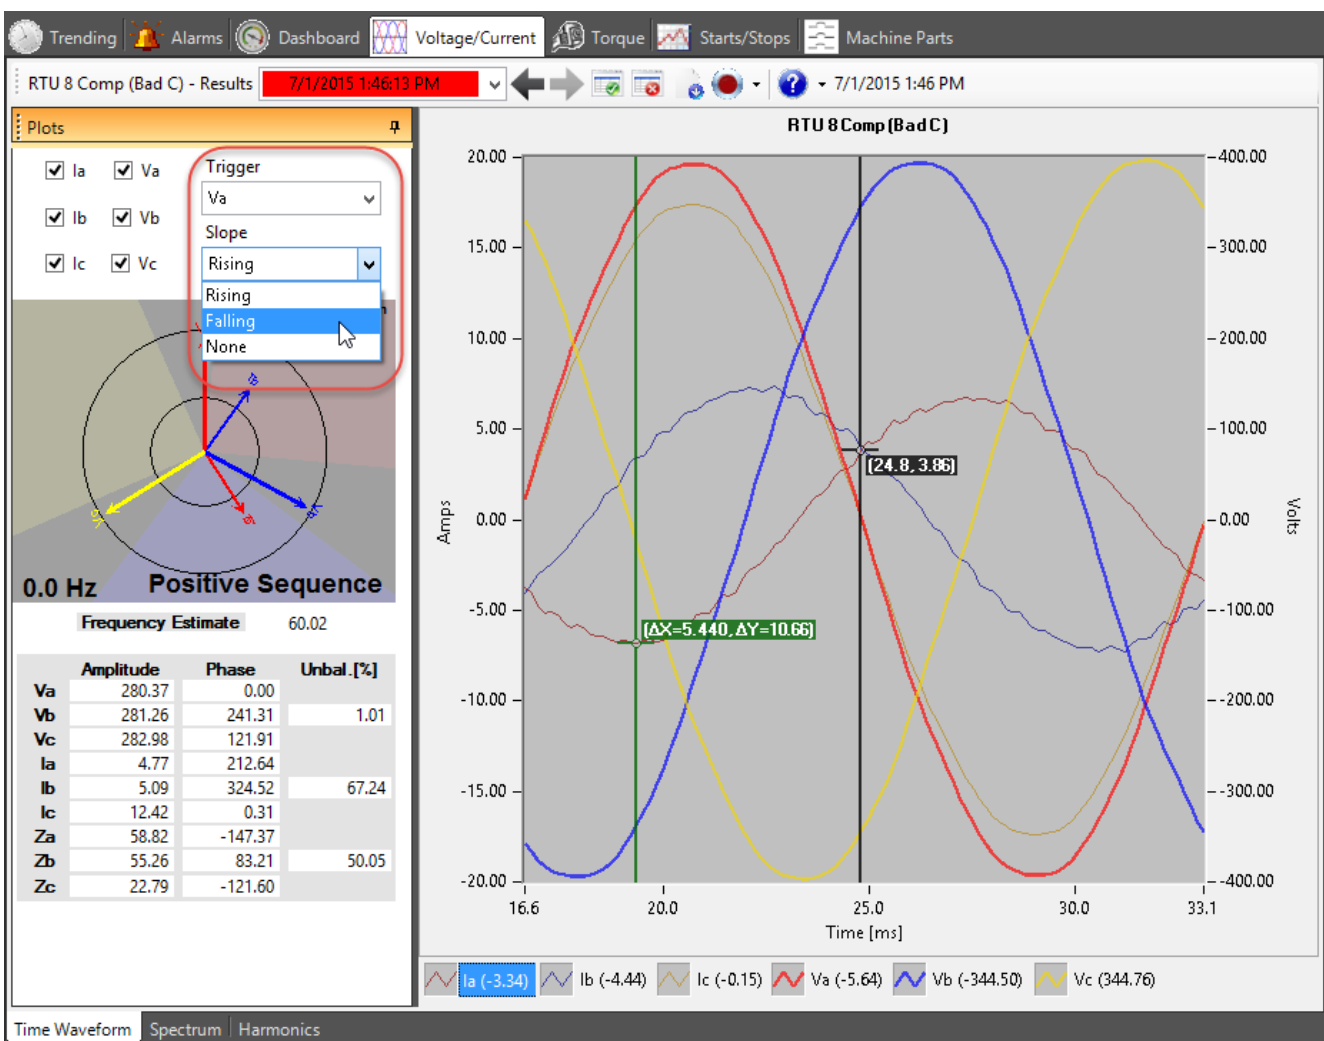 Trending Alarms Dashboard Voltage/Current Torque Starts/Stops Machine Parts
RTU 8 Comp (Bad C) - Results 7/1/2015 1:46:13 PM 7/1/2015 1:46 PM
Plots
Ia Va
Ib Vb
Ic Vc
Trigger
Va
Slope
Rising
Rising
Falling
None
0.0 Hz Positive Sequence
Frequency Estimate 60.02
Amplitude Phase Unbal.[%]
Va 280.37 0.00
Vb 281.26 241.31 1.01
Vc 282.98 121.91
Ia 4.77 212.64
Ib 5.09 324.52 67.24
Ic 12.42 0.31
Za 58.82 -147.37
Zb 55.26 83.21 50.05
Zc 22.79 -121.60
RTU 8 Comp (Bad C)
20.00 400.00
15.00 300.00
10.00 200.00
5.00 100.00
0.00 0.00
-5.00 -100.00
-10.00 -200.00
-15.00 -300.00
-20.00 -400.00
Amps
Volts
(24.8, 3.86)
(ΔX=5.440, ΔY=10.66)
16.6 20.0 25.0 30.0 33.1
Time [ms]
Ia (-3.34) Ib (-4.44) Ic (-0.15) Va (-5.64) Vb (-344.50) Vc (344.76)
Time Waveform Spectrum Harmonics